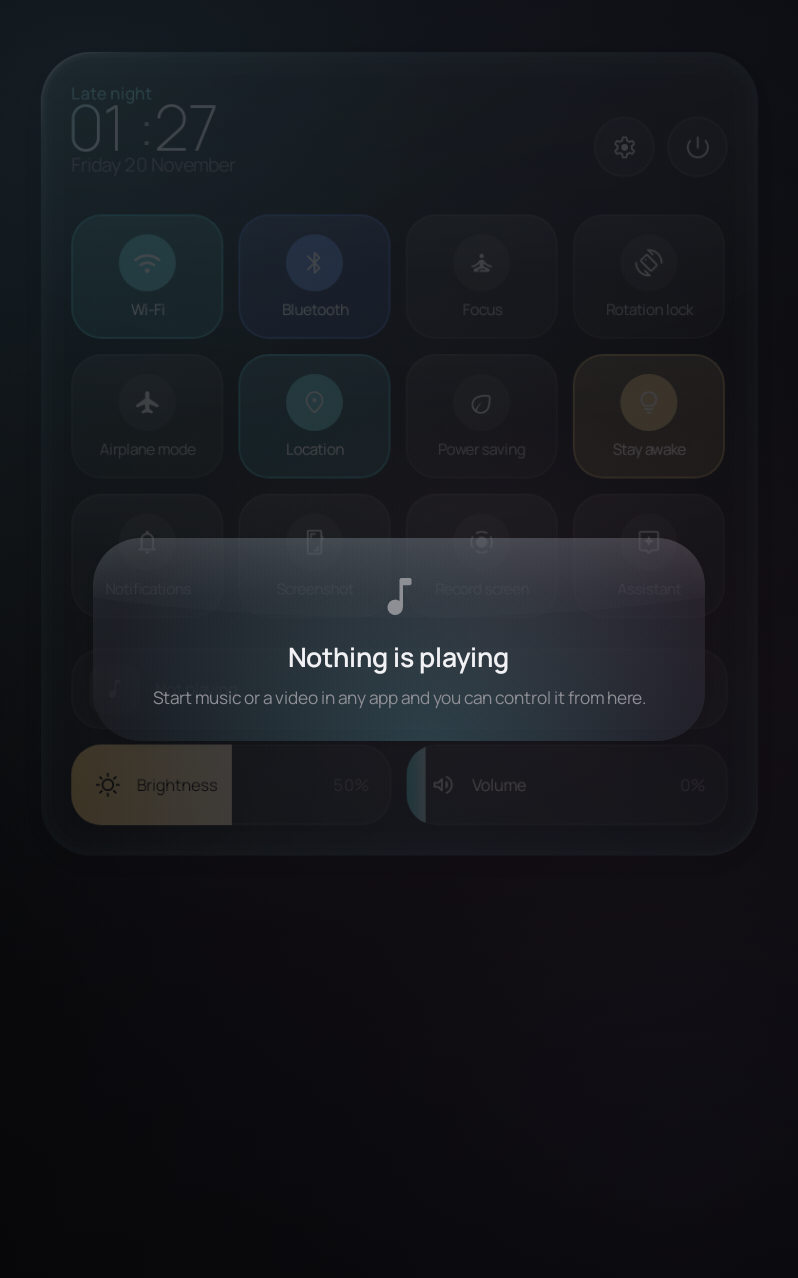 Late night
01:27
Friday 20 November
Wi-Fi
Bluetooth
Focus
Rotation lock
Airplane mode
Location
Power saving
Stay awake
Notifications
Screenshot
Record screen
Assistant
Nothing is playing
Start music or a video in any app and you can control it from here.
Brightness
50%
Volume
0%